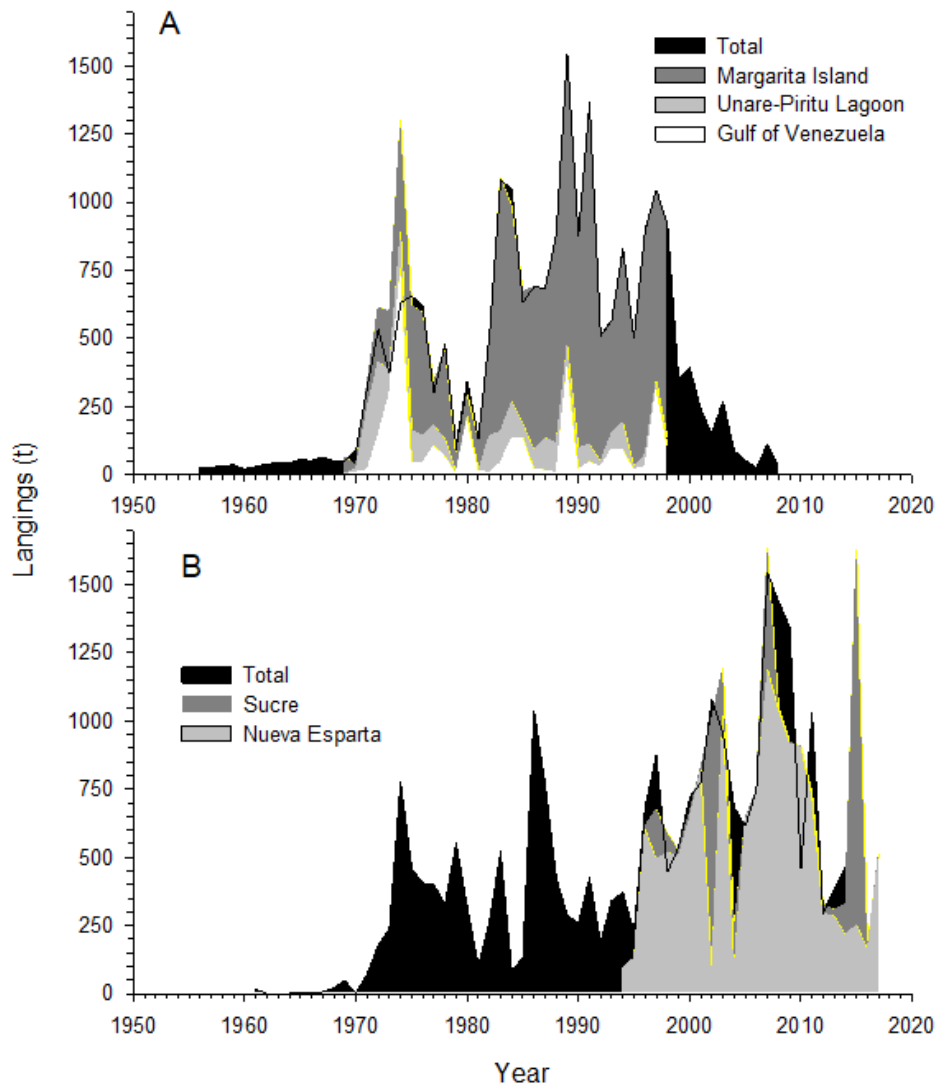 A
Total
Margarita Island
Unare-Piritu Lagoon
Gulf of Venezuela
1500
1250
1000
750
500
250
0
1950 1960 1970 1980 1990 2000 2010 2020
Langings (t)
B
Total
Sucre
Nueva Esparta
1500
1250
1000
750
500
250
0
1950 1960 1970 1980 1990 2000 2010 2020
Year